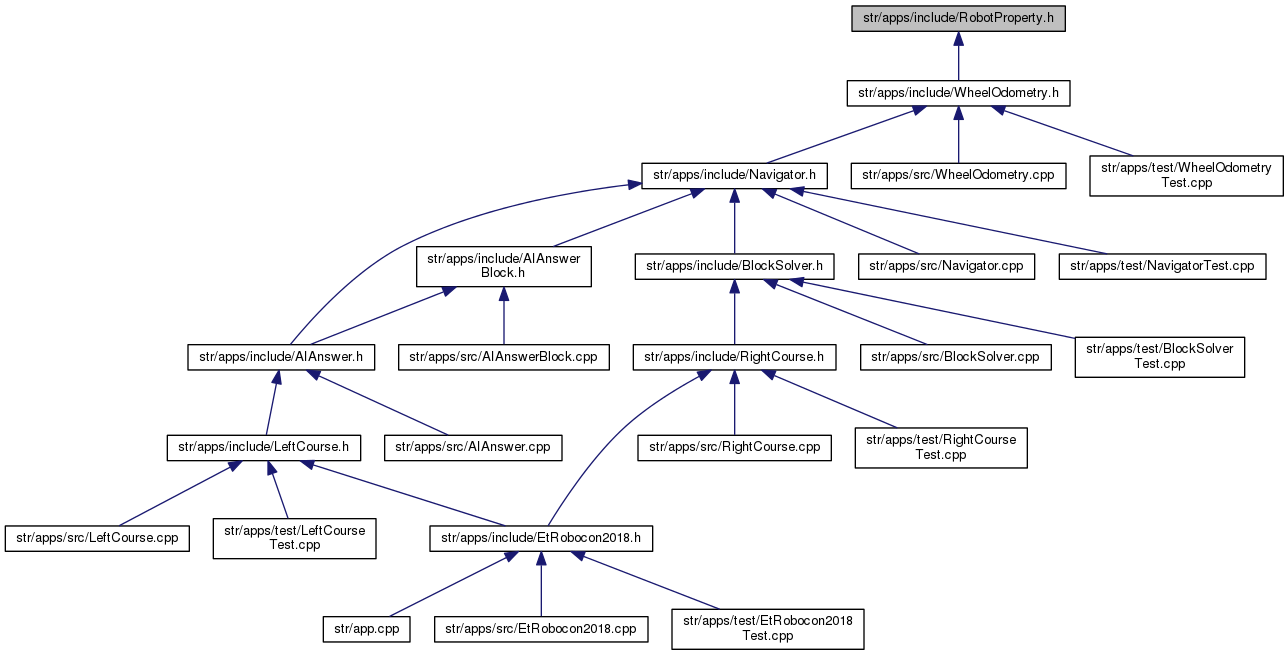 str/apps/include/RobotProperty.h
str/apps/include/WheelOdometry.h
str/apps/include/Navigator.h
str/apps/src/WheelOdometry.cpp
str/apps/test/WheelOdometry
Test.cpp
str/apps/include/AIAnswer
Block.h
str/apps/include/BlockSolver.h
str/apps/src/Navigator.cpp
str/apps/test/NavigatorTest.cpp
str/apps/include/AIAnswer.h
str/apps/src/AIAnswerBlock.cpp
str/apps/include/RightCourse.h
str/apps/src/BlockSolver.cpp
str/apps/test/BlockSolver
Test.cpp
str/apps/include/LeftCourse.h
str/apps/src/AIAnswer.cpp
str/apps/src/RightCourse.cpp
str/apps/test/RightCourse
Test.cpp
str/apps/src/LeftCourse.cpp
str/apps/test/LeftCourse
Test.cpp
str/apps/include/EtRobocon2018.h
str/app.cpp
str/apps/src/EtRobocon2018.cpp
str/apps/test/EtRobocon2018
Test.cpp